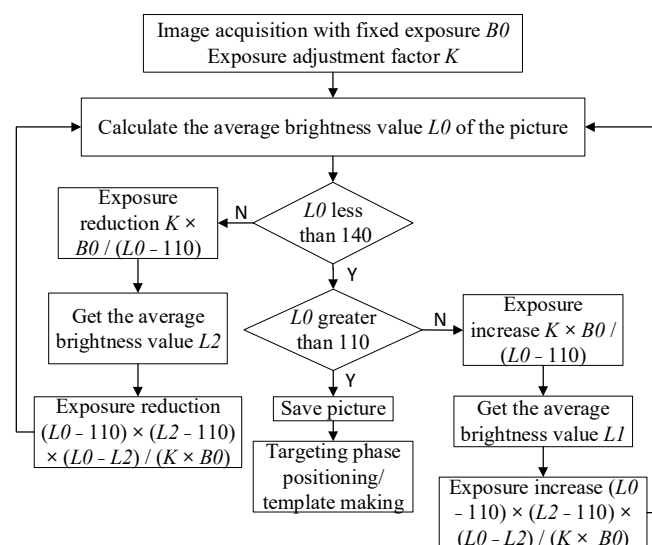 Image acquisition with fixed exposure B0
Exposure adjustment factor K
Calculate the average brightness value L0 of the picture
L0 less
than 140
N
Y
Exposure
reduction K ×
B0 / (L0 – 110)
Get the average
brightness value L2
Exposure reduction
(L0 – 110) × (L2 – 110)
× (L0 – L2) / (K × B0)
L0 greater
than 110
N
Y
Save picture
Targeting phase
positioning/
template making
Exposure
increase K × B0 /
(L0 – 110)
Get the average
brightness value L1
Exposure increase (L0
– 110) × (L2 – 110) ×
(L0 – L2) / (K × B0)